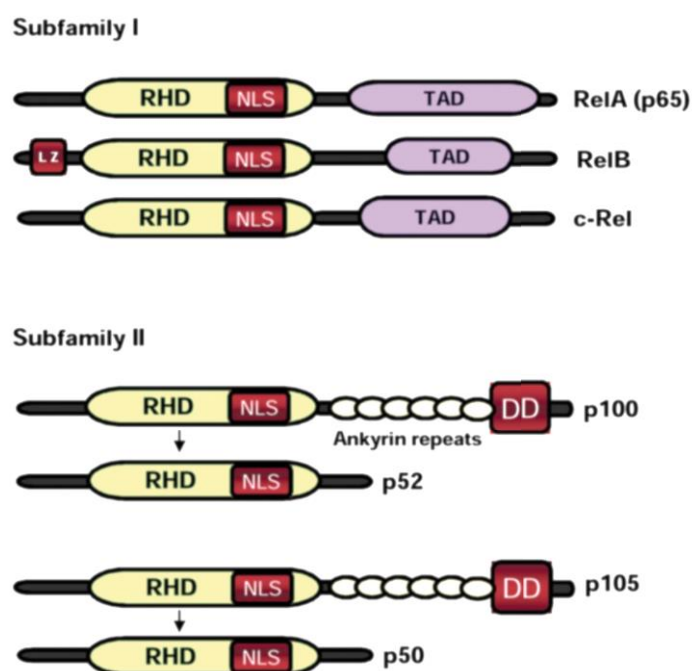 Subfamily I
RHD NLS TAD RelA (p65)
LZ RHD NLS TAD RelB
RHD NLS TAD c-Rel
Subfamily II
RHD NLS DD p100
Ankyrin repeats
RHD NLS p52
RHD NLS DD p105
RHD NLS p50